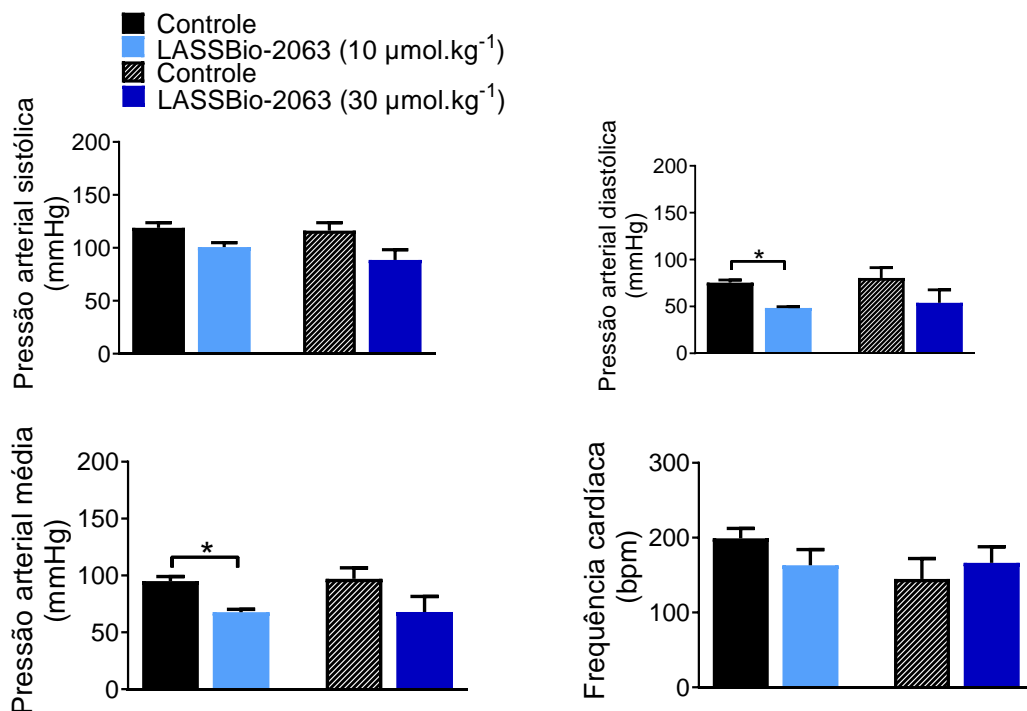 Controle
LASSBio-2063 (10 µmol.kg-1)
Controle
LASSBio-2063 (30 µmol.kg-1)
Pressão arterial sistólica
(mmHg)
200
150
100
50
0
Pressão arterial diastólica
(mmHg)
200
150
100
50
0
*
Pressão arterial média
(mmHg)
200
150
100
50
0
*
Frequência cardíaca
(bpm)
300
200
100
0